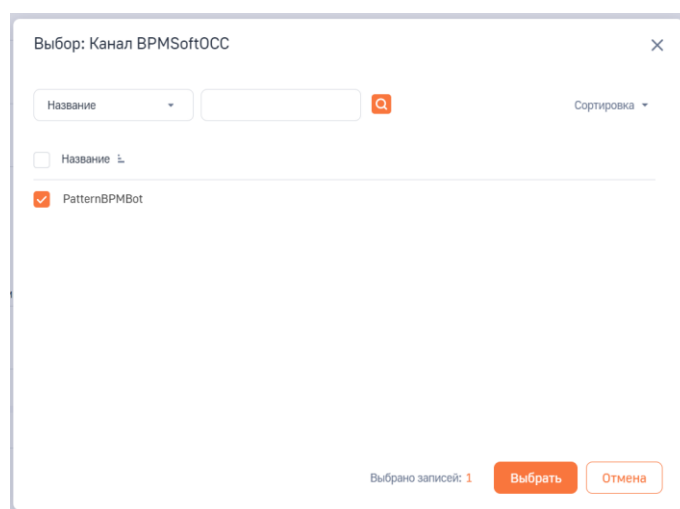 Выбор: Канал BPMSoftOCC
Название
Сортировка
Название
PatternBPMBot
Выбрано записей: 1 Выбрать Отмена